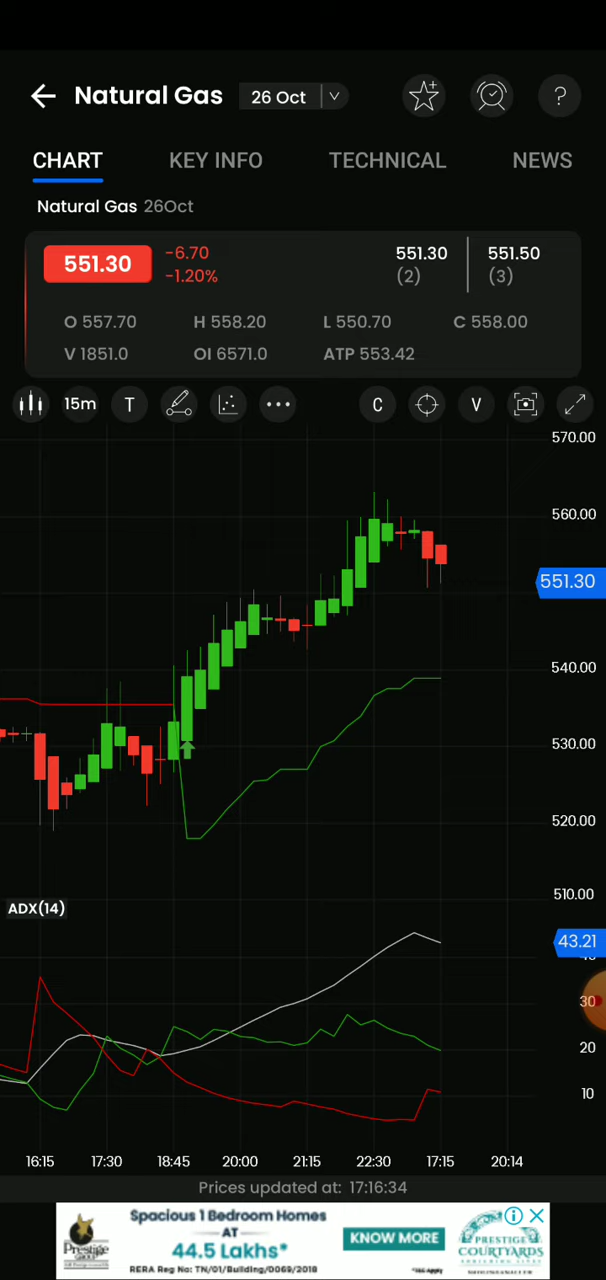 Natural Gas 26 Oct ?
CHART KEY INFO TECHNICAL NEWS
Natural Gas 26Oct
551.30 -6.70 551.30 551.50
-1.20% (2) (3)
O 557.70 H 558.20 L 550.70 C 558.00
V 1851.0 OI 6571.0 ATP 553.42
15m T C V
570.00
560.00
551.30
540.00
530.00
520.00
510.00
ADX(14)
43.21
30
20
10
16:15 17:30 18:45 20:00 21:15 22:30 17:15 20:14
Prices updated at: 17:16:34
Spacious 1 Bedroom Homes
AT
44.5 Lakhs*
RERA Reg No: TN/01/Building/0069/2018
Prestige
GROUP
KNOW MORE
*T&C Apply
PRESTIGE
COURTYARDS